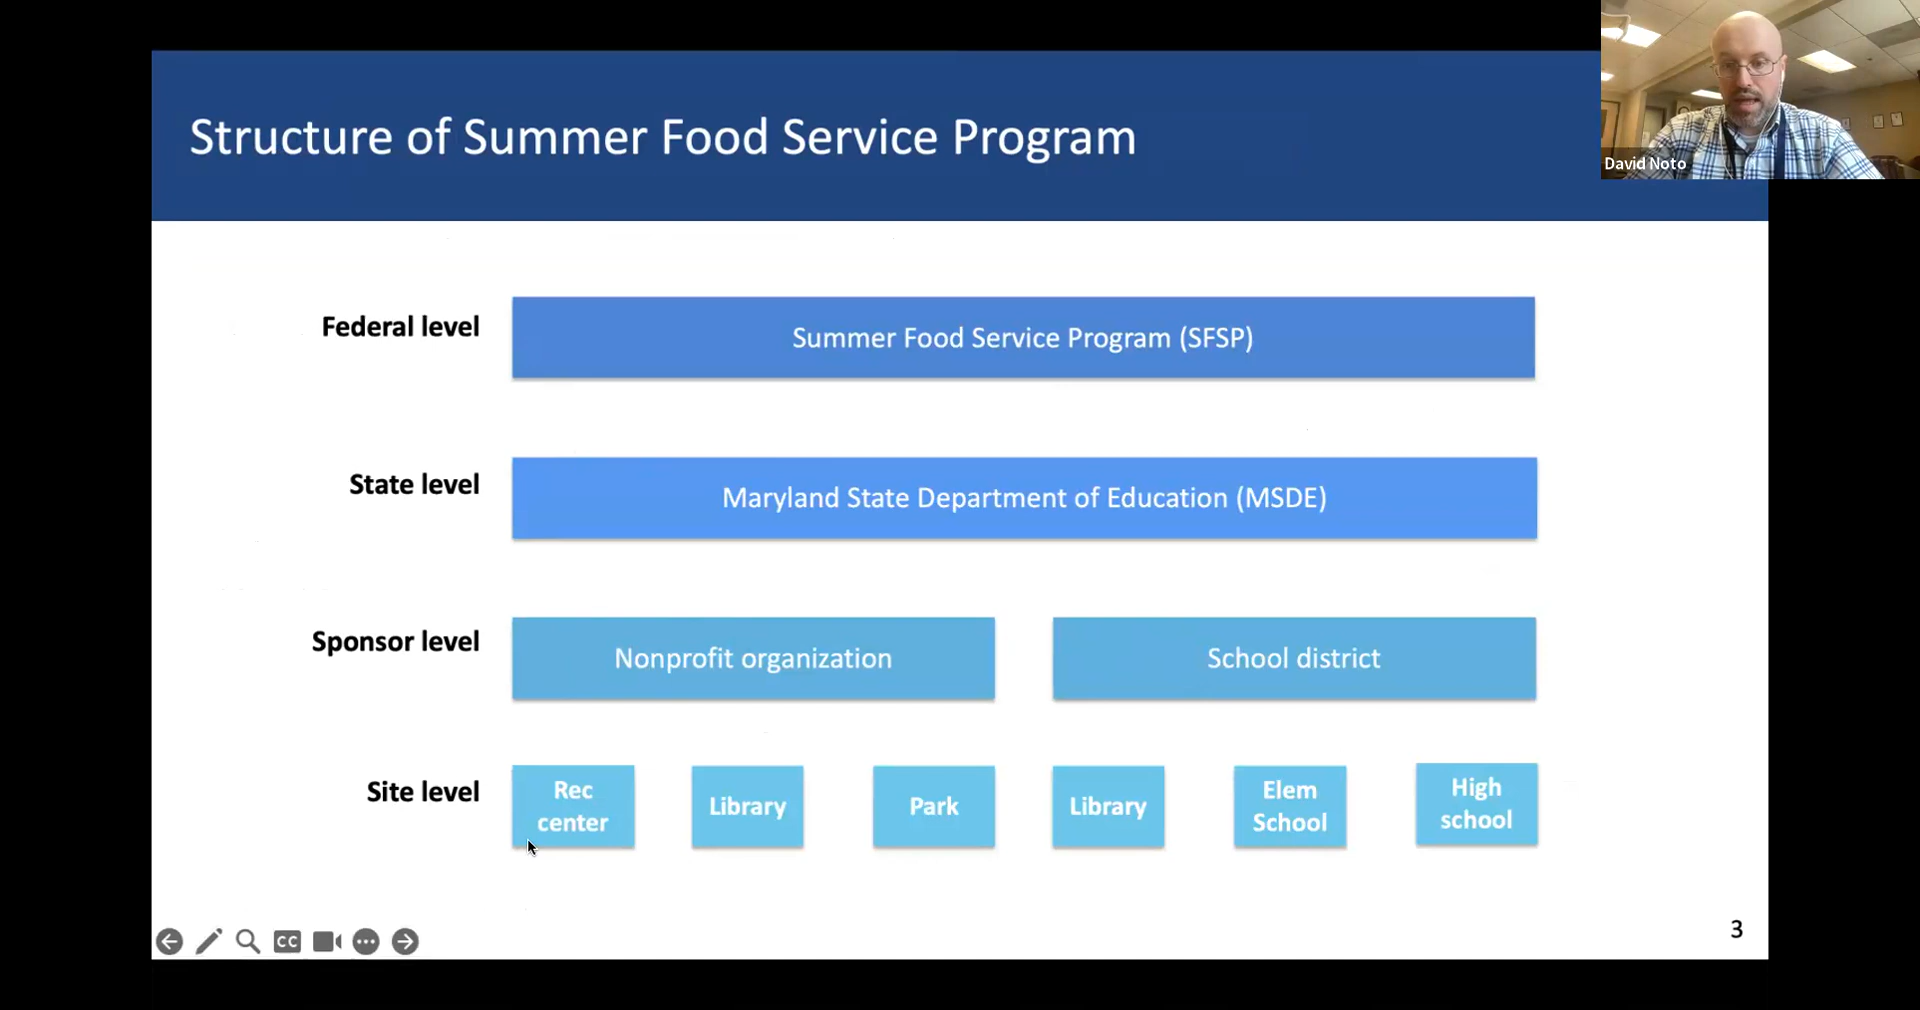 Structure of Summer Food Service Program
David Noto
Federal level
Summer Food Service Program (SFSP)
State level
Maryland State Department of Education (MSDE)
Sponsor level
Nonprofit organization
School district
Site level
Rec
center
Library
Park
Library
Elem
School
High
school
CC
3